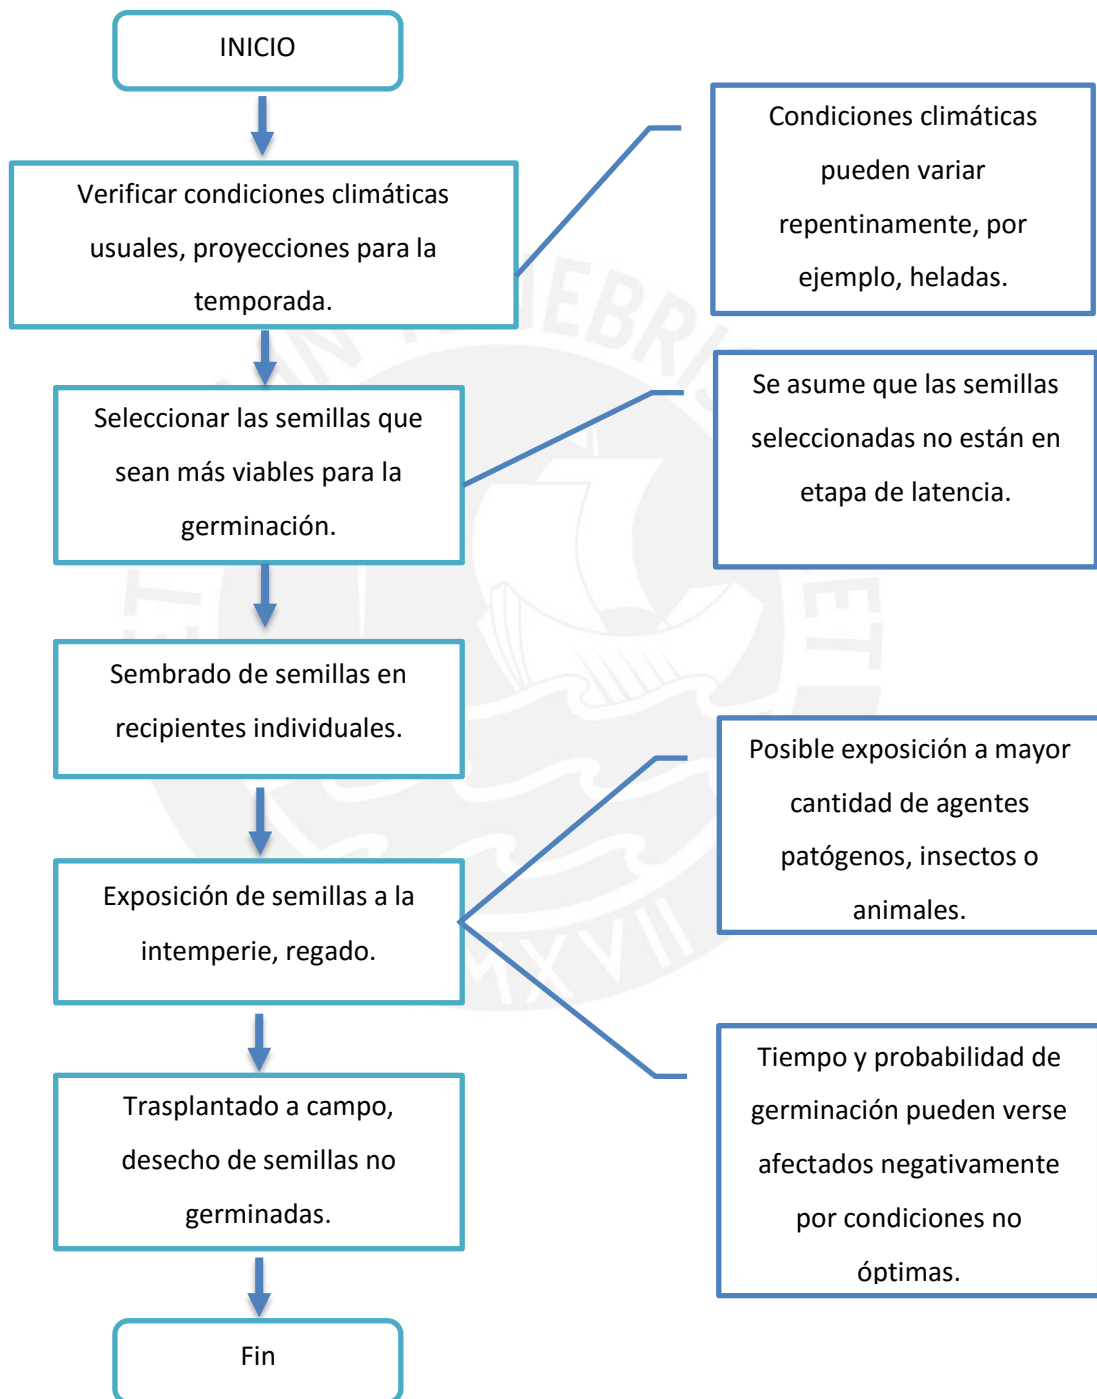 INICIO
Verificar condiciones climáticas
usuales, proyecciones para la
temporada.
Condiciones climáticas
pueden variar
repentinamente, por
ejemplo, heladas.
Seleccionar las semillas que
sean más viables para la
germinación.
Se asume que las semillas
seleccionadas no están en
etapa de latencia.
Sembrado de semillas en
recipientes individuales.
Exposición de semillas a la
intemperie, regado.
Posible exposición a mayor
cantidad de agentes
patógenos, insectos o
animales.
Tiempo y probabilidad de
germinación pueden verse
afectados negativamente
por condiciones no
óptimas.
Trasplantado a campo,
desecho de semillas no
germinadas.
Fin